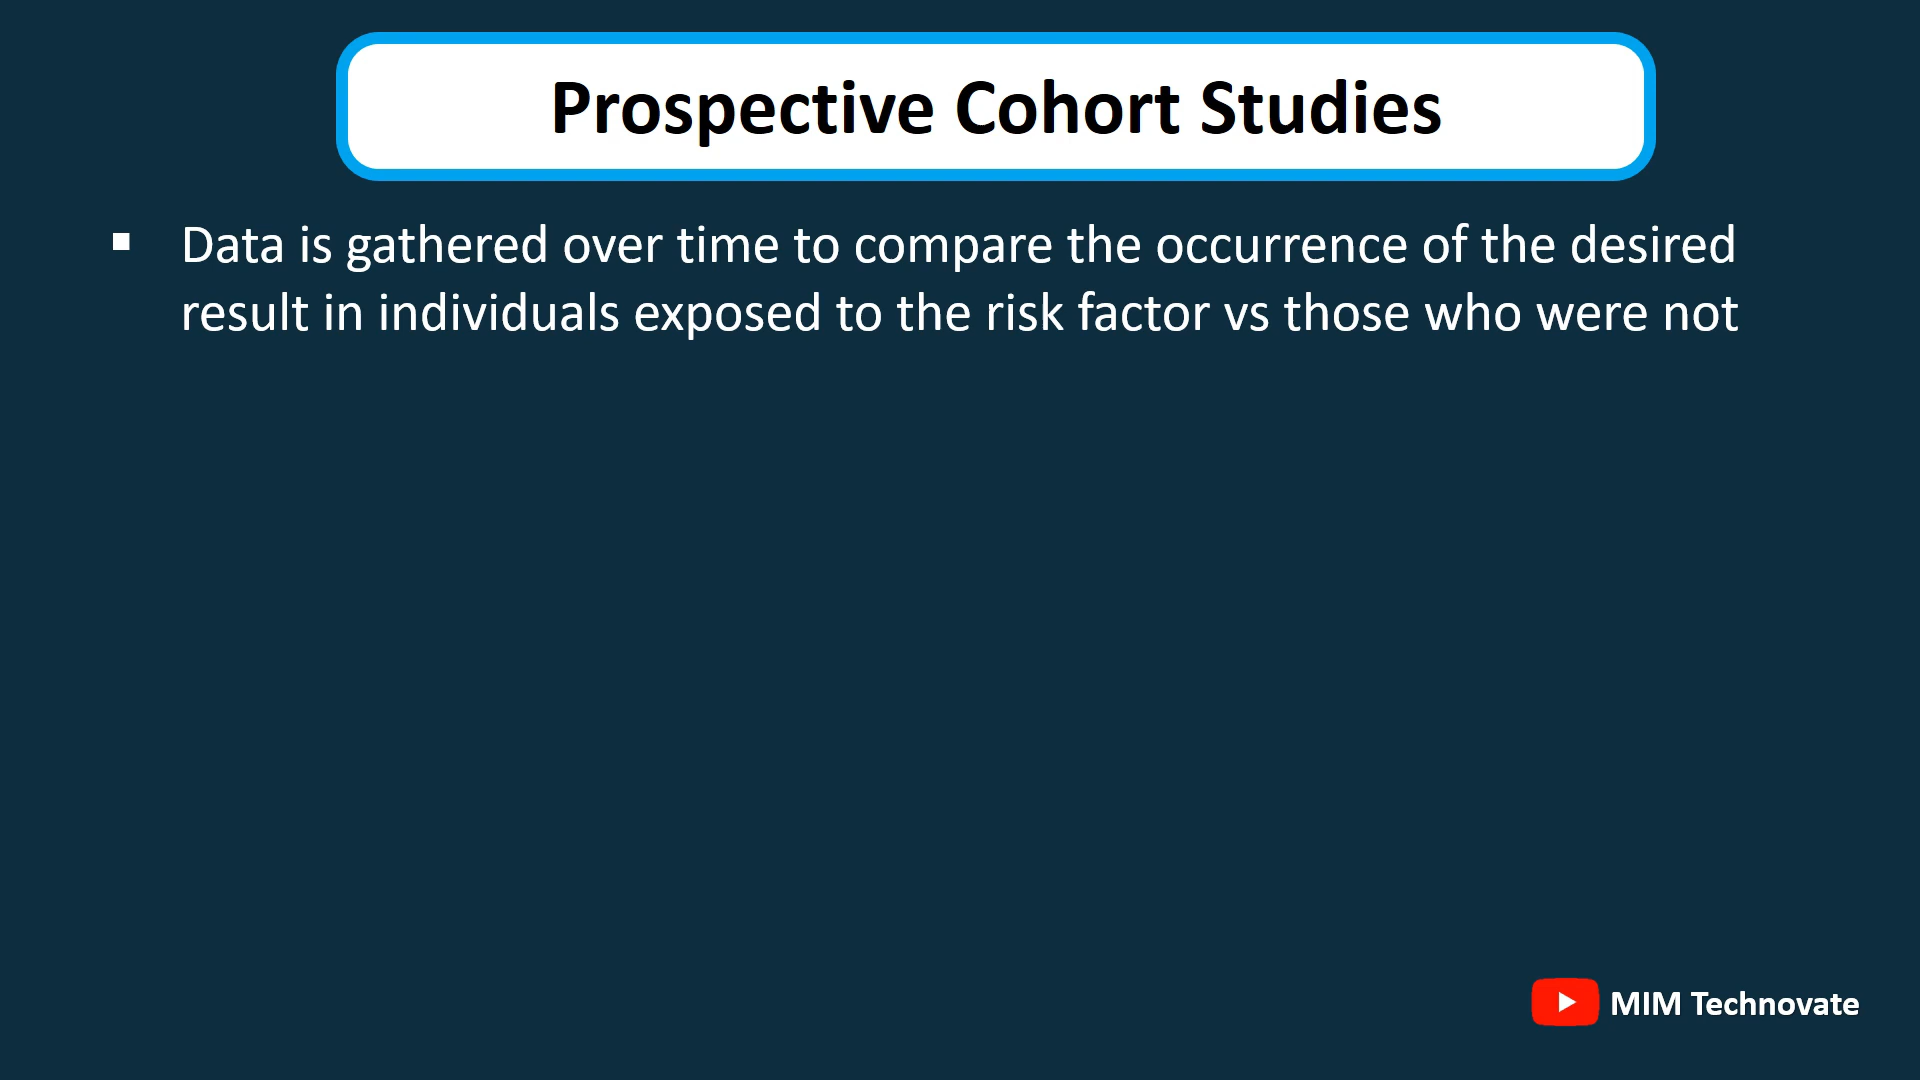 Prospective Cohort Studies
▪ Data is gathered over time to compare the occurrence of the desired
result in individuals exposed to the risk factor vs those who were not
MIM Technovate